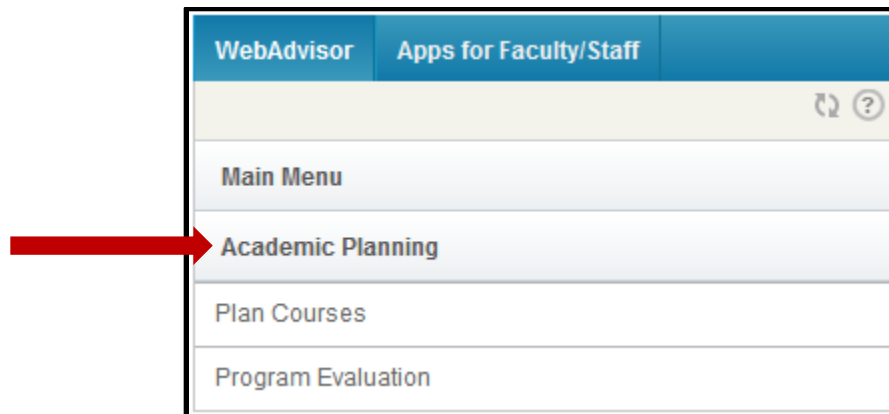 WebAdvisor Apps for Faculty/Staff
?
Main Menu
Academic Planning
Plan Courses
Program Evaluation